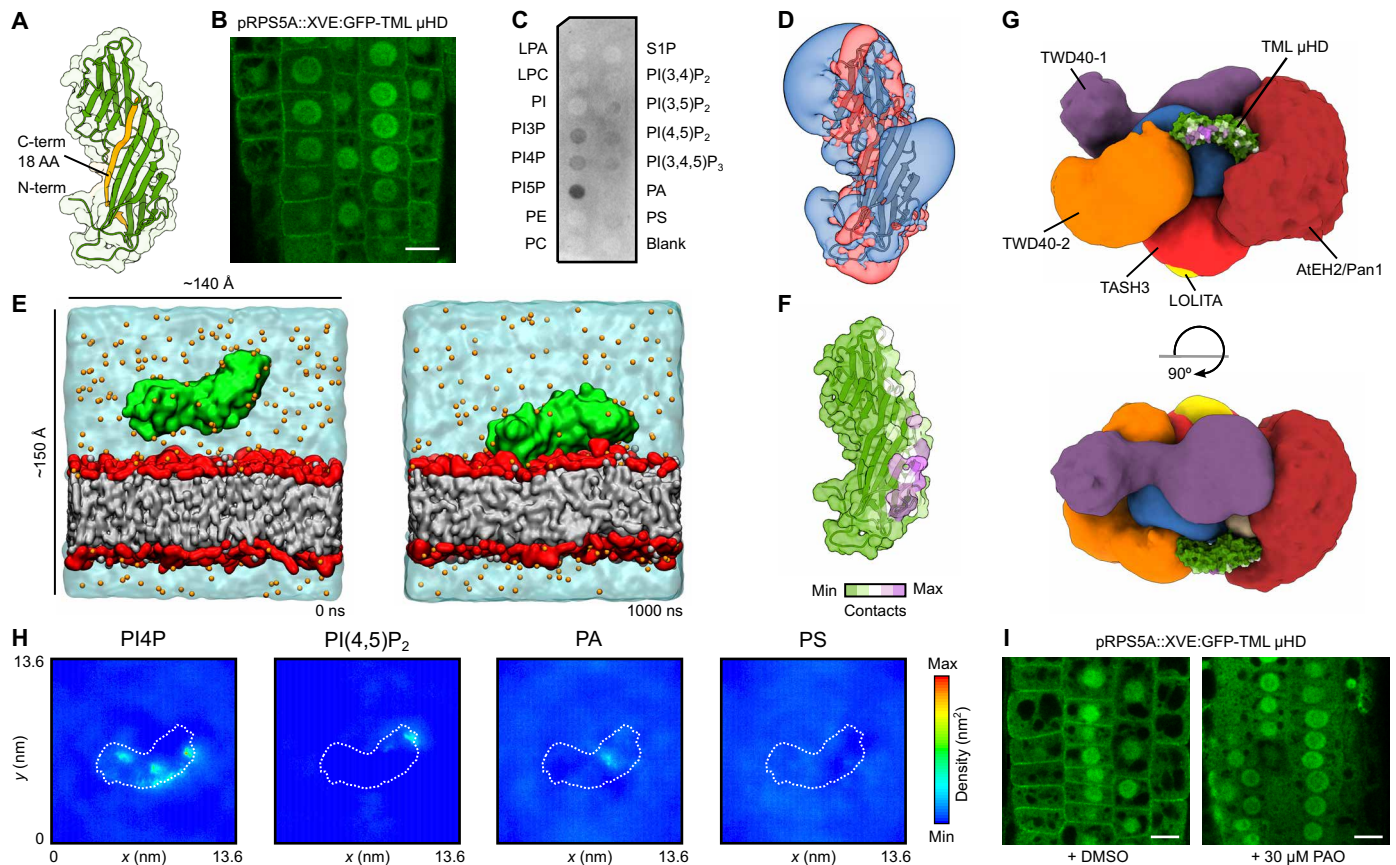 A
C-term
18 AA
N-term
B
pRPS5A::XVE:GFP-TML µHD
C
LPA
LPC
PI
PI3P
PI4P
PI5P
PE
PC
S1P
PI(3,4)P2
PI(3,5)P2
PI(4,5)P2
PI(3,4,5)P3
PA
PS
Blank
D
G
TWD40-1
TML µHD
TWD40-2
TASH3
LOLITA
AtEH2/Pan1
90º
E
~140 Å
~150 Å
0 ns
1000 ns
F
Min
Max
Contacts
H
PI4P
PI(4,5)P2
PA
PS
13.6
y (nm)
0
0
x (nm)
13.6
x (nm)
13.6
x (nm)
13.6
x (nm)
13.6
Max
Density (nm2)
Min
I
pRPS5A::XVE:GFP-TML µHD
+ DMSO
+ 30 µM PAO